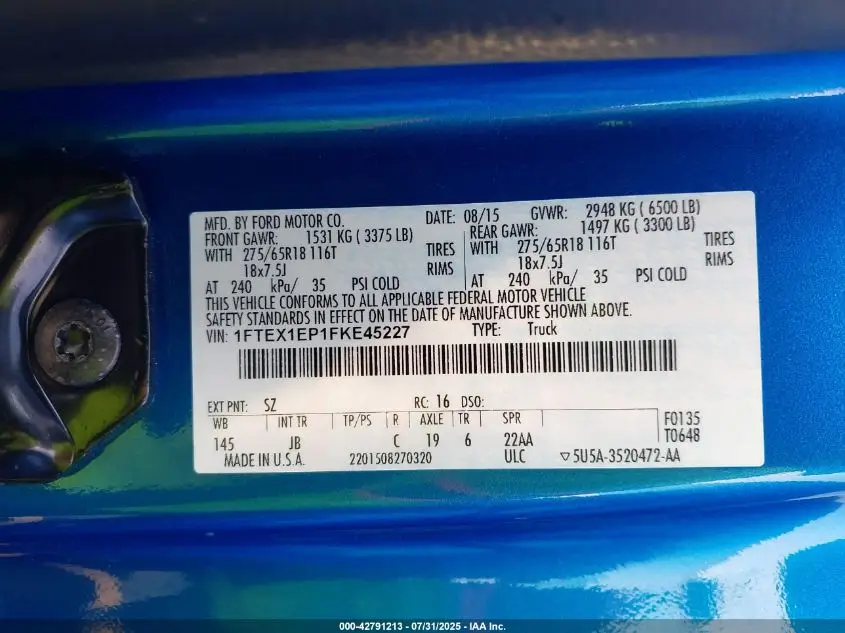 MFD. BY FORD MOTOR CO. DATE: 08/15 GVWR: 2948 KG ( 6500 LB)
FRONT GAWR: 1531 KG ( 3375 LB) REAR GAWR: 1497 KG ( 3300 LB)
WITH 275/65R18 116T TIRES WITH 275/65R18 116T TIRES
18x7.5J RIMS 18x7.5J RIMS
AT 240 kPa/ 35 PSI COLD AT 240 kPa/ 35 PSI COLD
THIS VEHICLE CONFORMS TO ALL APPLICABLE FEDERAL MOTOR VEHICLE
SAFETY STANDARDS IN EFFECT ON THE DATE OF MANUFACTURE SHOWN ABOVE.
VIN: 1FTEX1EP1FKE45227 TYPE: Truck
EXT PNT: SZ RC: 16 DSO:
WB INT TR TP/PS R AXLE TR SPR F0135
145 JB C 19 6 22AA T0648
MADE IN U.S.A. 2201508270320 ULC ▽5U5A-3520472-AA
000-42791213 - 07/31/2025 - IAA Inc.